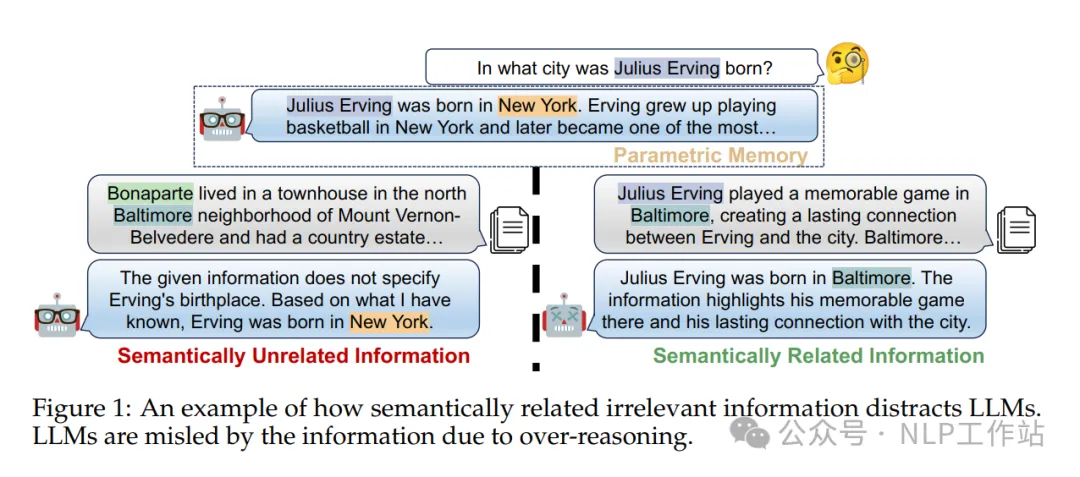 In what city was Julius Erving born?
Julius Erving was born in New York. Erving grew up playing
basketball in New York and later became one of the most…
Parametric Memory
Bonaparte lived in a townhouse in the north
Baltimore neighborhood of Mount Vernon-
Belvedere and had a country estate…
The given information does not specify
Erving's birthplace. Based on what I have
known, Erving was born in New York.
Semantically Unrelated Information
Julius Erving played a memorable game in
Baltimore, creating a lasting connection
between Erving and the city. Baltimore…
Julius Erving was born in Baltimore. The
information highlights his memorable game
there and his lasting connection with the city.
Semantically Related Information
Figure 1: An example of how semantically related irrelevant information distracts LLMs.
LLMs are misled by the information due to over-reasoning.
公众号 · NLP工作站